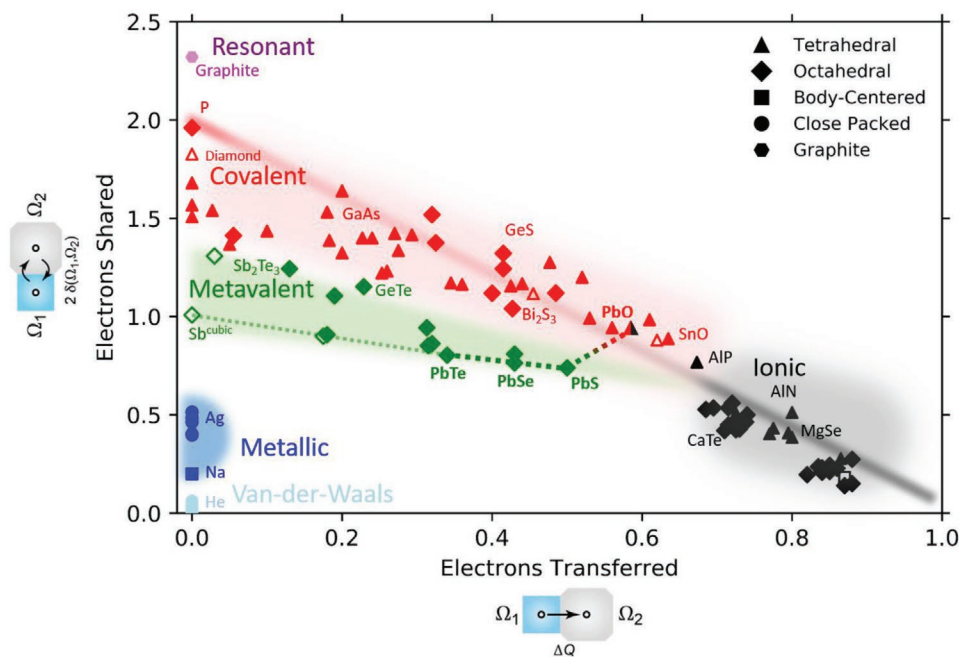 2.5
2.0
1.5
1.0
0.5
0.0
Electrons Shared
2 δ(Ω₁,Ω₂)
Ω₂
Ω₁
Resonant
Graphite
P
Diamond
Covalent
GaAs
GeS
Sb₂Te₃
Metavalent
GeTe
Bi₂S₃
PbO
SnO
Sbᶜᵘᵇⁱᶜ
PbTe
PbSe
PbS
AlP
Ionic
AlN
CaTe
MgSe
Ag
Metallic
Na
Van-der-Waals
He
Tetrahedral
Octahedral
Body-Centered
Close Packed
Graphite
0.0 0.2 0.4 0.6 0.8 1.0
Electrons Transferred
Ω₁ Ω₂
ΔQ